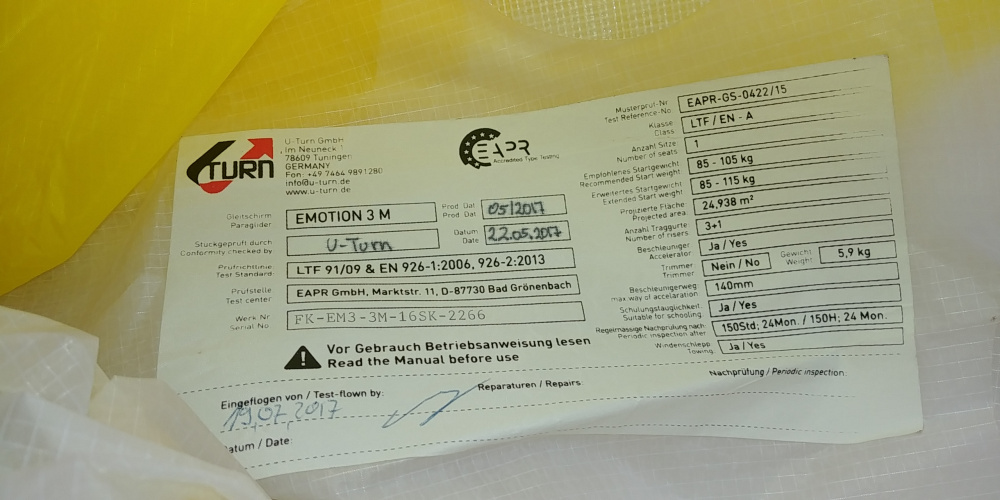 TURN
U-Turn GmbH
Im Neuneck 1
78609 Tuningen
GERMANY
Fon: +49 7464 9891280
info@u-turn.de
www.u-turn.de
EAPR
Accredited Type Testing
Gleitschirm
Paraglider
EMOTION 3 M
Prod. Dat
Prod. Date
05/2017
Stückgeprüft durch
Conformity checked by
U-Turn
Datum
Date
22.05.2017
Prüfrichtlinie
Test Standard
LTF 91/09 & EN 926-1:2006, 926-2:2013
Prüfstelle
Test center
EAPR GmbH, Marktstr. 11, D-87730 Bad Grönenbach
Werk Nr
Serial No.
FK-EM3-3M-16SK-2266
Vor Gebrauch Betriebsanweisung lesen
Read the Manual before use
Musterprüf-Nr
Test Reference-No
EAPR-GS-0422/15
Klasse
Class
LTF / EN - A
Anzahl Sitze
Number of seats
1
Empfohlenes Startgewicht
Recommended Start weight
85 - 105 kg
Erweitertes Startgewicht
Extended Start weight
85 - 115 kg
Projizierte Fläche
Projected area
24,938 m²
Anzahl Traggurte
Number of risers
3+1
Beschleuniger
Accelerator
Ja / Yes
Trimmer
Trimmer
Nein / No
Gewicht
Weight
5,9 kg
Beschleunigerweg
max way of accelaration
140mm
Schulungstauglichkeit
Suitable for schooling
Ja / Yes
Regelmässige Nachprüfung nach
Periodic inspection after
150Std; 24Mon. / 150H; 24 Mon.
Windenschlepp
Towing
Ja / Yes
Eingeflogen von / Test-flown by:
19.07.2017
Reparaturen / Repairs:
Nachprüfung / Periodic inspection:
atum / Date: